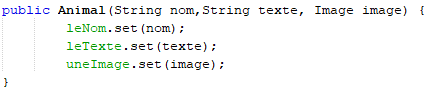 public Animal(String nom,String texte, Image image) {
leNom.set(nom);
leTexte.set(texte);
uneImage.set(image);
}